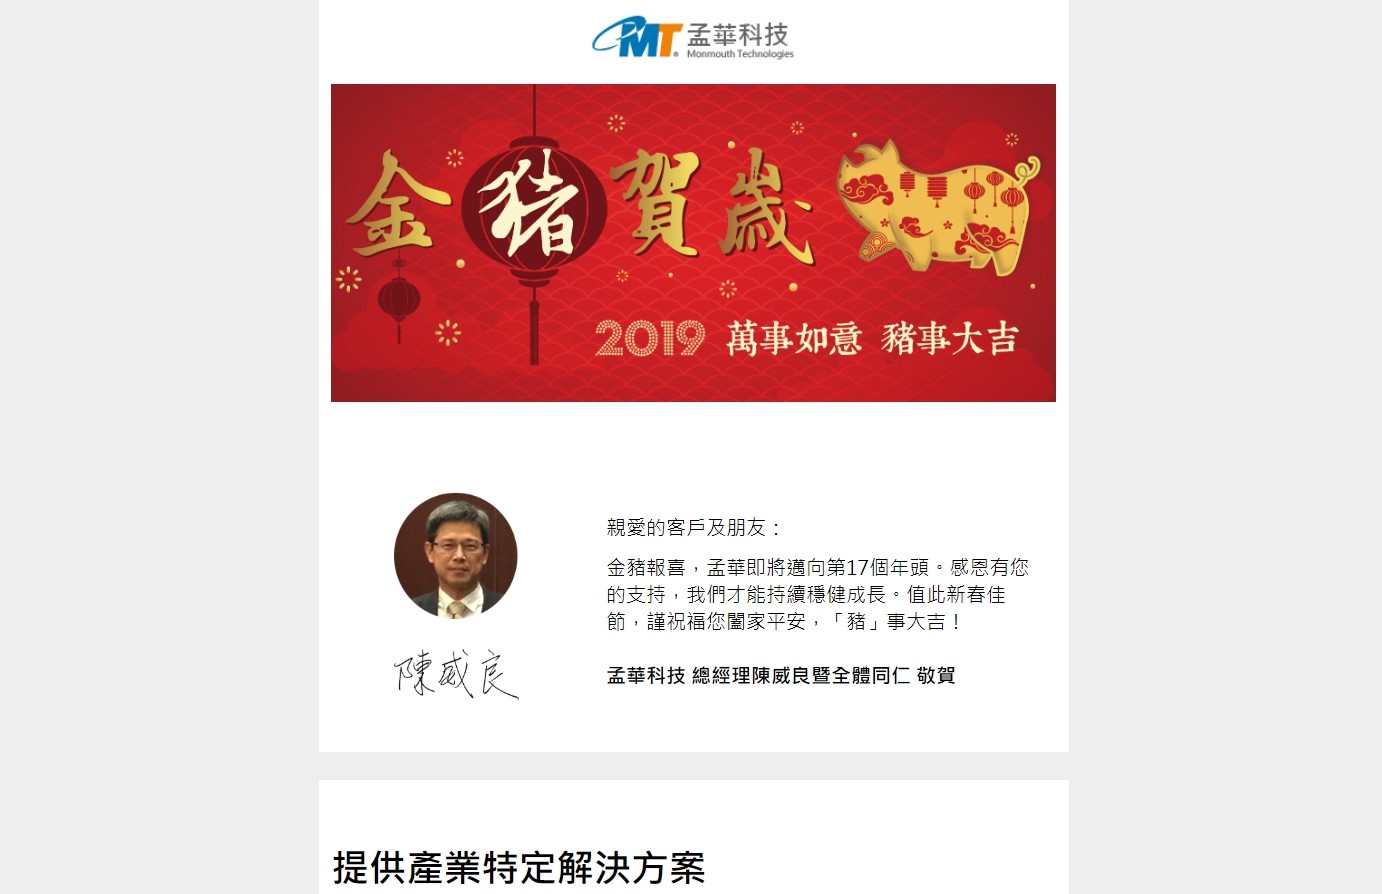 MT® 孟華科技
Monmouth Technologies
金豬賀歲
2019 萬事如意 豬事大吉
親愛的客戶及朋友：
金豬報喜，孟華即將邁向第17個年頭。感恩有您
的支持，我們才能持續穩健成長。值此新春佳
節，謹祝福您闔家平安，「豬」事大吉！
陳威良
孟華科技 總經理陳威良暨全體同仁 敬賀
提供產業特定解決方案